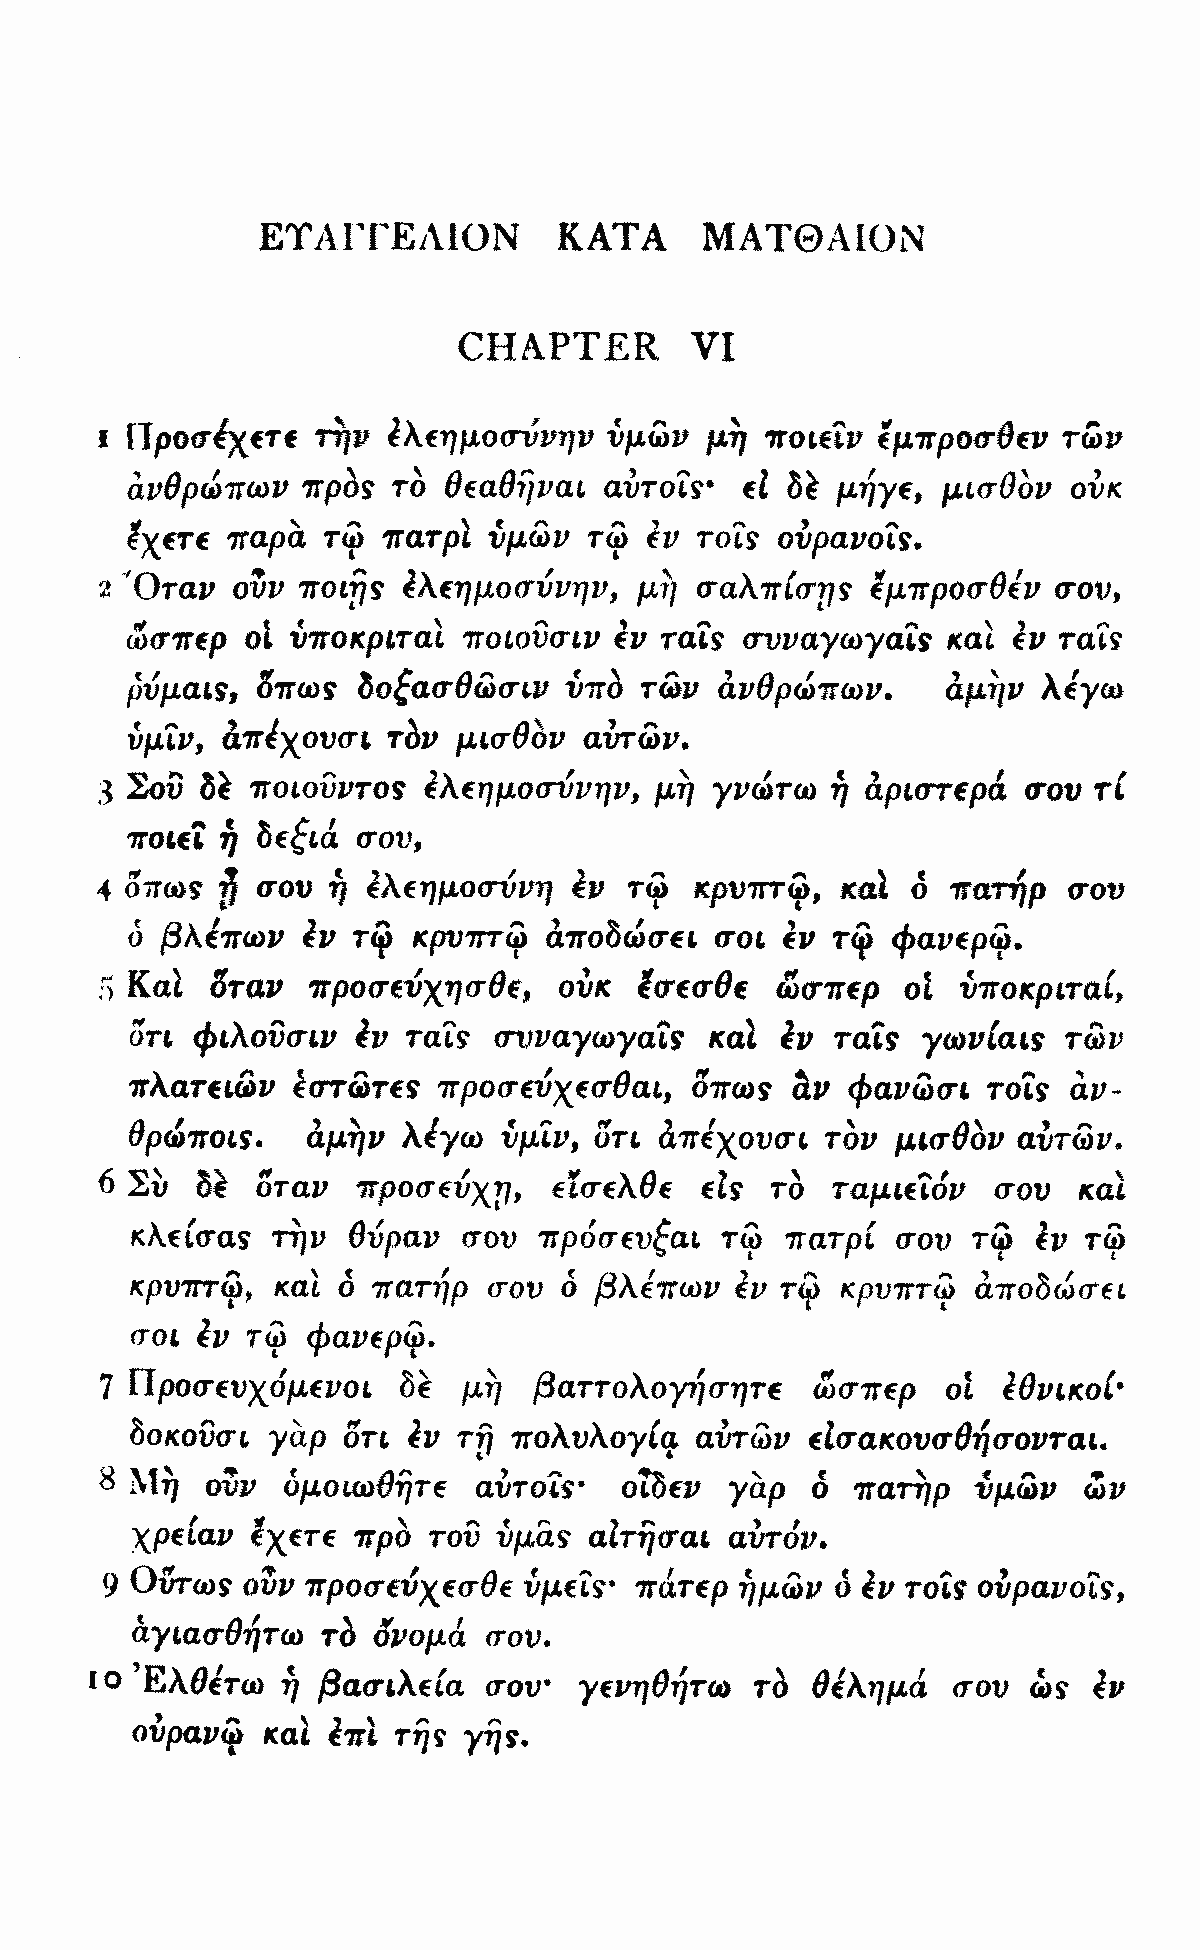 ΕΥΑΓΓΕΛΙΟΝ ΚΑΤΑ ΜΑΤΘΑΙΟΝ
CHAPTER VI
1 Προσέχετε τὴν ἐλεημοσύνην ὑμῶν μὴ ποιεῖν ἔμπροσθεν τῶν
ἀνθρώπων πρὸς τὸ θεαθῆναι αὐτοῖς· εἰ δὲ μήγε, μισθὸν οὐκ
ἔχετε παρὰ τῷ πατρὶ ὑμῶν τῷ ἐν τοῖς οὐρανοῖς.
2 Ὅταν οὖν ποιῇς ἐλεημοσύνην, μὴ σαλπίσῃς ἔμπροσθέν σου,
ὥσπερ οἱ ὑποκριταὶ ποιοῦσιν ἐν ταῖς συναγωγαῖς καὶ ἐν ταῖς
ῥύμαις, ὅπως δοξασθῶσιν ὑπὸ τῶν ἀνθρώπων. ἀμὴν λέγω
ὑμῖν, ἀπέχουσι τὸν μισθὸν αὐτῶν.
3 Σοῦ δὲ ποιοῦντος ἐλεημοσύνην, μὴ γνώτω ἡ ἀριστερά σου τί
ποιεῖ ἡ δεξιά σου,
4 ὅπως ᾖ σου ἡ ἐλεημοσύνη ἐν τῷ κρυπτῷ, καὶ ὁ πατήρ σου
ὁ βλέπων ἐν τῷ κρυπτῷ ἀποδώσει σοι ἐν τῷ φανερῷ.
5 Καὶ ὅταν προσεύχησθε, οὐκ ἔσεσθε ὥσπερ οἱ ὑποκριταί,
ὅτι φιλοῦσιν ἐν ταῖς συναγωγαῖς καὶ ἐν ταῖς γωνίαις τῶν
πλατειῶν ἑστῶτες προσεύχεσθαι, ὅπως ἂν φανῶσι τοῖς ἀν-
θρώποις. ἀμὴν λέγω ὑμῖν, ὅτι ἀπέχουσι τὸν μισθὸν αὐτῶν.
6 Σὺ δὲ ὅταν προσεύχῃ, εἴσελθε εἰς τὸ ταμιεῖόν σου καὶ
κλείσας τὴν θύραν σου πρόσευξαι τῷ πατρί σου τῷ ἐν τῷ
κρυπτῷ, καὶ ὁ πατήρ σου ὁ βλέπων ἐν τῷ κρυπτῷ ἀποδώσει
σοι ἐν τῷ φανερῷ.
7 Προσευχόμενοι δὲ μὴ βαττολογήσητε ὥσπερ οἱ ἐθνικοί·
δοκοῦσι γὰρ ὅτι ἐν τῇ πολυλογίᾳ αὐτῶν εἰσακουσθήσονται.
8 Μὴ οὖν ὁμοιωθῆτε αὐτοῖς· οἶδεν γὰρ ὁ πατὴρ ὑμῶν ὧν
χρείαν ἔχετε πρὸ τοῦ ὑμᾶς αἰτῆσαι αὐτόν.
9 Οὕτως οὖν προσεύχεσθε ὑμεῖς· πάτερ ἡμῶν ὁ ἐν τοῖς οὐρανοῖς,
ἁγιασθήτω τὸ ὄνομά σου.
10 Ἐλθέτω ἡ βασιλεία σου· γενηθήτω τὸ θέλημά σου ὡς ἐν
οὐρανῷ καὶ ἐπὶ τῆς γῆς.